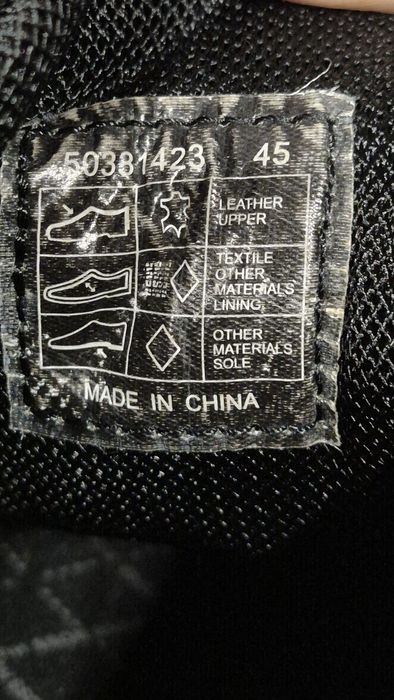 50381423 45
LEATHER
UPPER
TEXTILE
OTHER
MATERIALS
LINING
OTHER
MATERIALS
SOLE
MADE IN CHINA